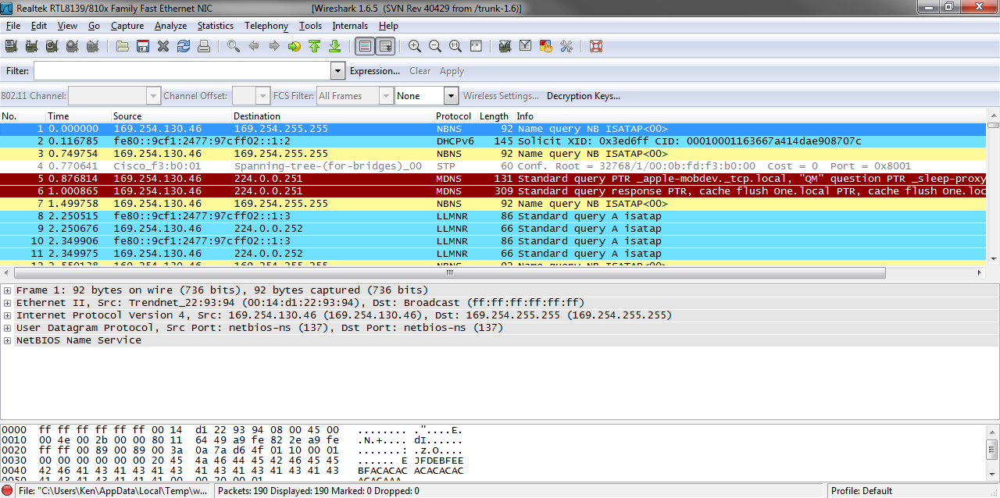 Realtek RTL8139/810x Family Fast Ethernet NIC [Wireshark 1.6.5 (SVN Rev 40429 from /trunk-1.6)]
File Edit View Go Capture Analyze Statistics Telephony Tools Internals Help
Filter: Expression... Clear Apply
802.11 Channel: Channel Offset: FCS Filter: All Frames None Wireless Settings... Decryption Keys...
No. Time Source Destination Protocol Length Info
1 0.000000 169.254.130.46 169.254.255.255 NBNS 92 Name query NB ISATAP<00>
2 0.116785 fe80::9cf1:2477:97c ff02::1:2 DHCPv6 145 Solicit XID: 0x3ed6ff CID: 00010001163667a414dae908707c
3 0.749754 169.254.130.46 169.254.255.255 NBNS 92 Name query NB ISATAP<00>
4 0.770641 Cisco_f3:b0:01 Spanning-tree-(for-bridges)_00 STP 60 Conf. Root = 32768/1/00:0b:fd:f3:b0:00 Cost = 0 Port = 0x8001
5 0.876814 169.254.130.46 224.0.0.251 MDNS 131 Standard query PTR _apple-mobdev._tcp.local, "QM" question PTR _sleep-proxy
6 1.000865 169.254.130.46 224.0.0.251 MDNS 309 Standard query response PTR, cache flush One.local PTR, cache flush One.loc
7 1.499758 169.254.130.46 169.254.255.255 NBNS 92 Name query NB ISATAP<00>
8 2.250515 fe80::9cf1:2477:97c ff02::1:3 LLMNR 86 Standard query A isatap
9 2.250676 169.254.130.46 224.0.0.252 LLMNR 66 Standard query A isatap
10 2.349906 fe80::9cf1:2477:97c ff02::1:3 LLMNR 86 Standard query A isatap
11 2.349975 169.254.130.46 224.0.0.252 LLMNR 66 Standard query A isatap
Frame 1: 92 bytes on wire (736 bits), 92 bytes captured (736 bits)
Ethernet II, Src: Trendnet_22:93:94 (00:14:d1:22:93:94), Dst: Broadcast (ff:ff:ff:ff:ff:ff)
Internet Protocol Version 4, Src: 169.254.130.46 (169.254.130.46), Dst: 169.254.255.255 (169.254.255.255)
User Datagram Protocol, Src Port: netbios-ns (137), Dst Port: netbios-ns (137)
NetBIOS Name Service
0000 ff ff ff ff ff ff 00 14 d1 22 93 94 08 00 45 00 ........ ."....E.
0010 00 4e 00 2b 00 00 80 11 64 49 a9 fe 82 2e a9 fe .N.+.... dI......
0020 ff ff 00 89 00 89 00 3a 0a 7a d6 4f 01 10 00 01 .......: .z.O....
0030 00 00 00 00 00 00 20 45 4a 46 44 45 42 46 45 45 ...... E JFDEBFEE
0040 42 46 41 43 41 43 41 43 41 43 41 43 41 43 41 43 BFACACAC ACACACAC
File: "C:\Users\Ken\AppData\Local\Temp\w... Packets: 190 Displayed: 190 Marked: 0 Dropped: 0 Profile: Default